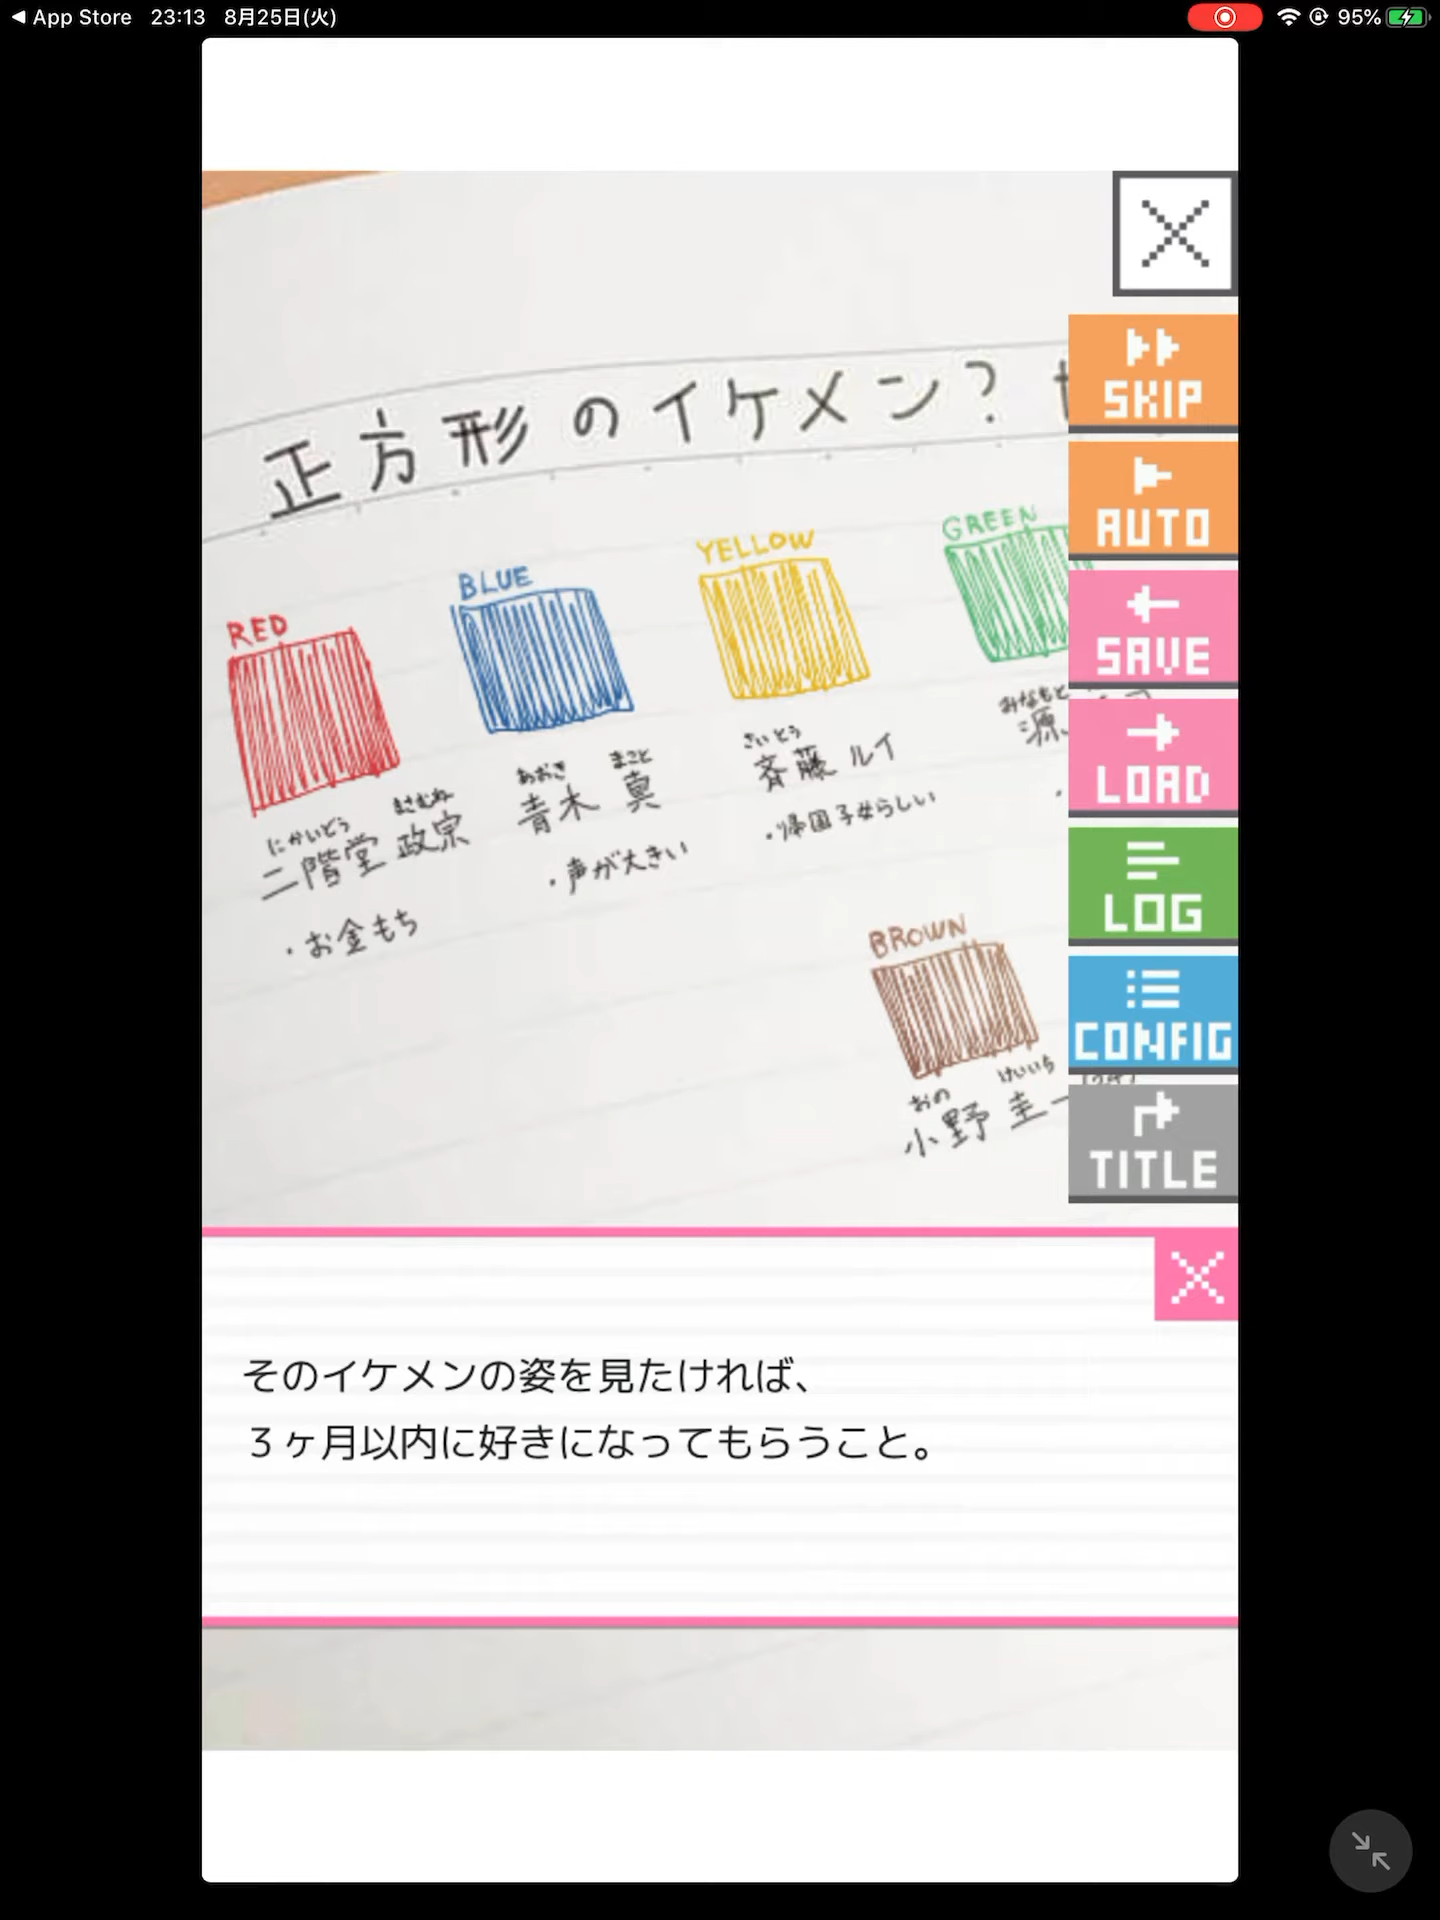 App Store 23:13 8月25日(火) 95%
正方形のイケメン?
SKIP
AUTO
SAVE
LOAD
LOG
CONFIG
TITLE
RED
BLUE
YELLOW
GREEN
にかいどう まさむね
二階堂 政宗
・お金もち
あおき まこと
青木 真
・声が大きい
さいとう
斉藤 ルイ
・帰国子女らしい
みなもと
源
BROWN
おの けいいち
小野 圭一
そのイケメンの姿を見たければ、
3ヶ月以内に好きになってもらうこと。